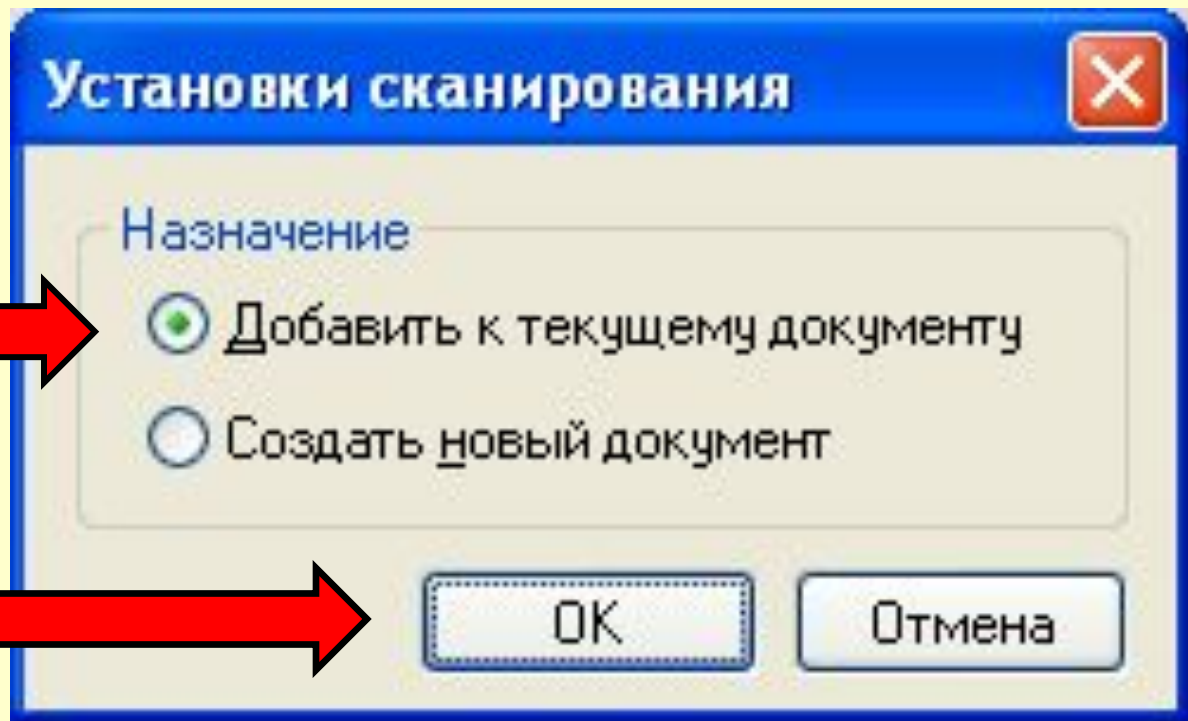 Установки сканирования
Назначение
Добавить к текущему документу
Создать новый документ
OK
Отмена